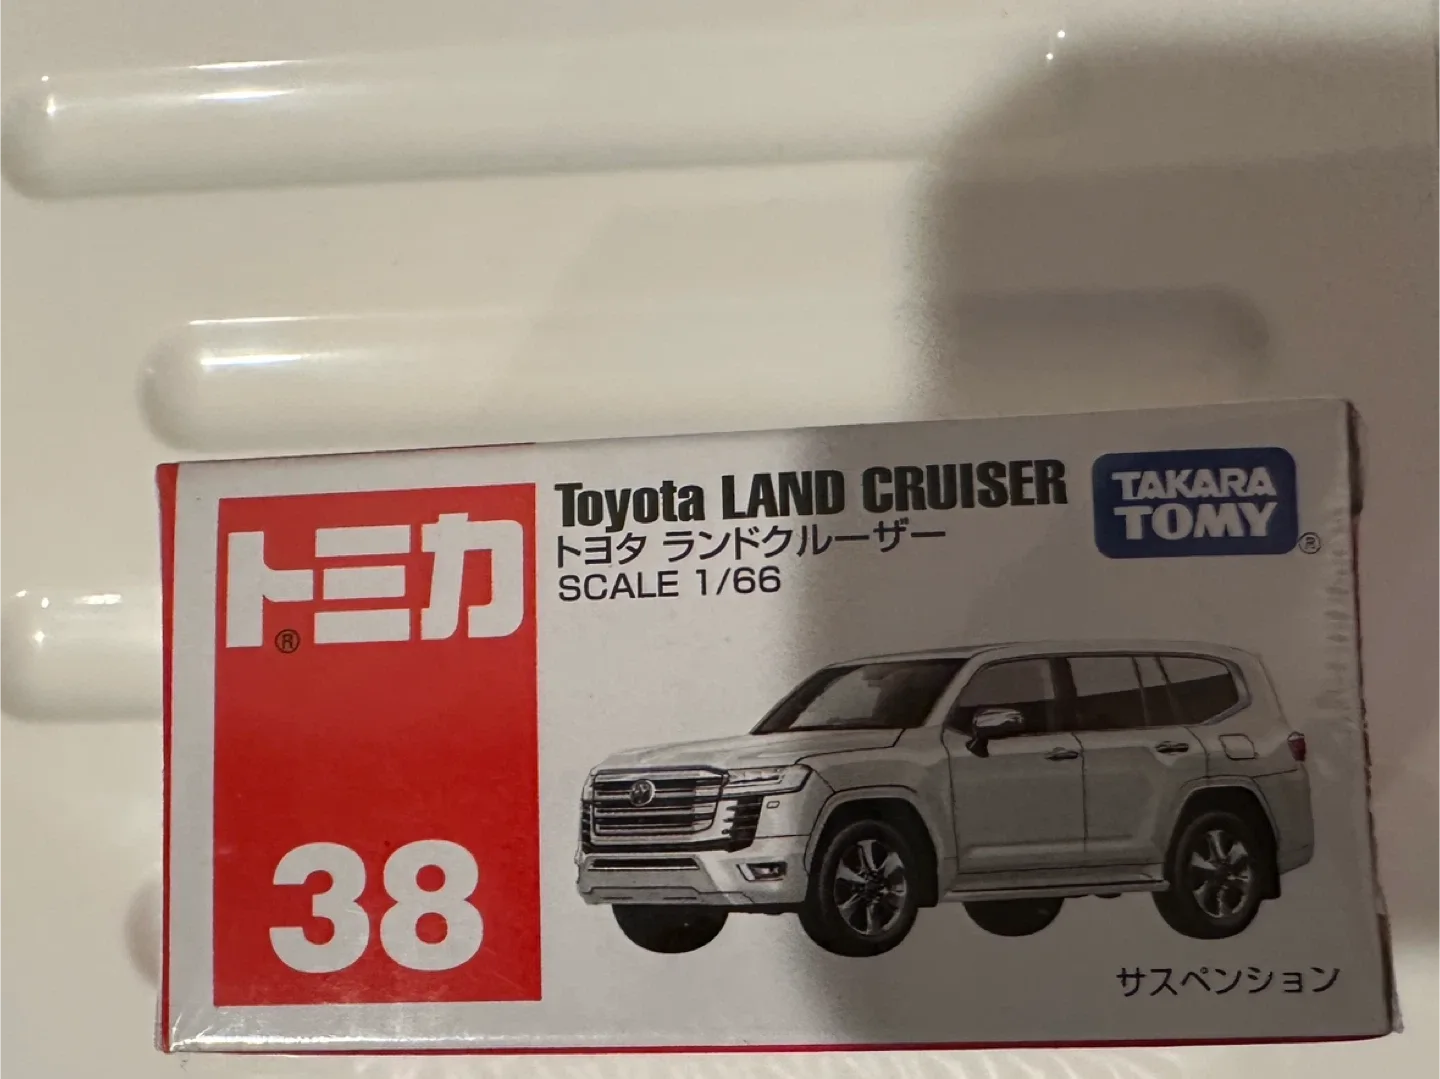 トミカ
®
38
Toyota LAND CRUISER
トヨタ ランドクルーザー
SCALE 1/66
TAKARA
TOMY
®
サスペンション